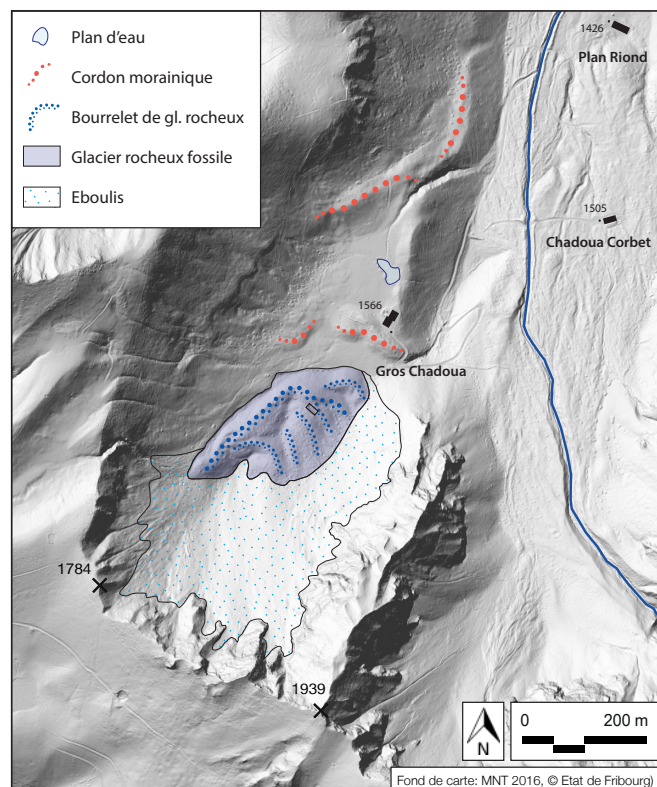 Plan d'eau
Cordon morainique
Bourrelet de gl. rocheux
Glacier rocheux fossile
Eboulis
1426
Plan Riond
1505
Chadoua Corbet
1566
Gros Chadoua
1784
1939
N
0 200 m
Fond de carte: MNT 2016, © Etat de Fribourg)